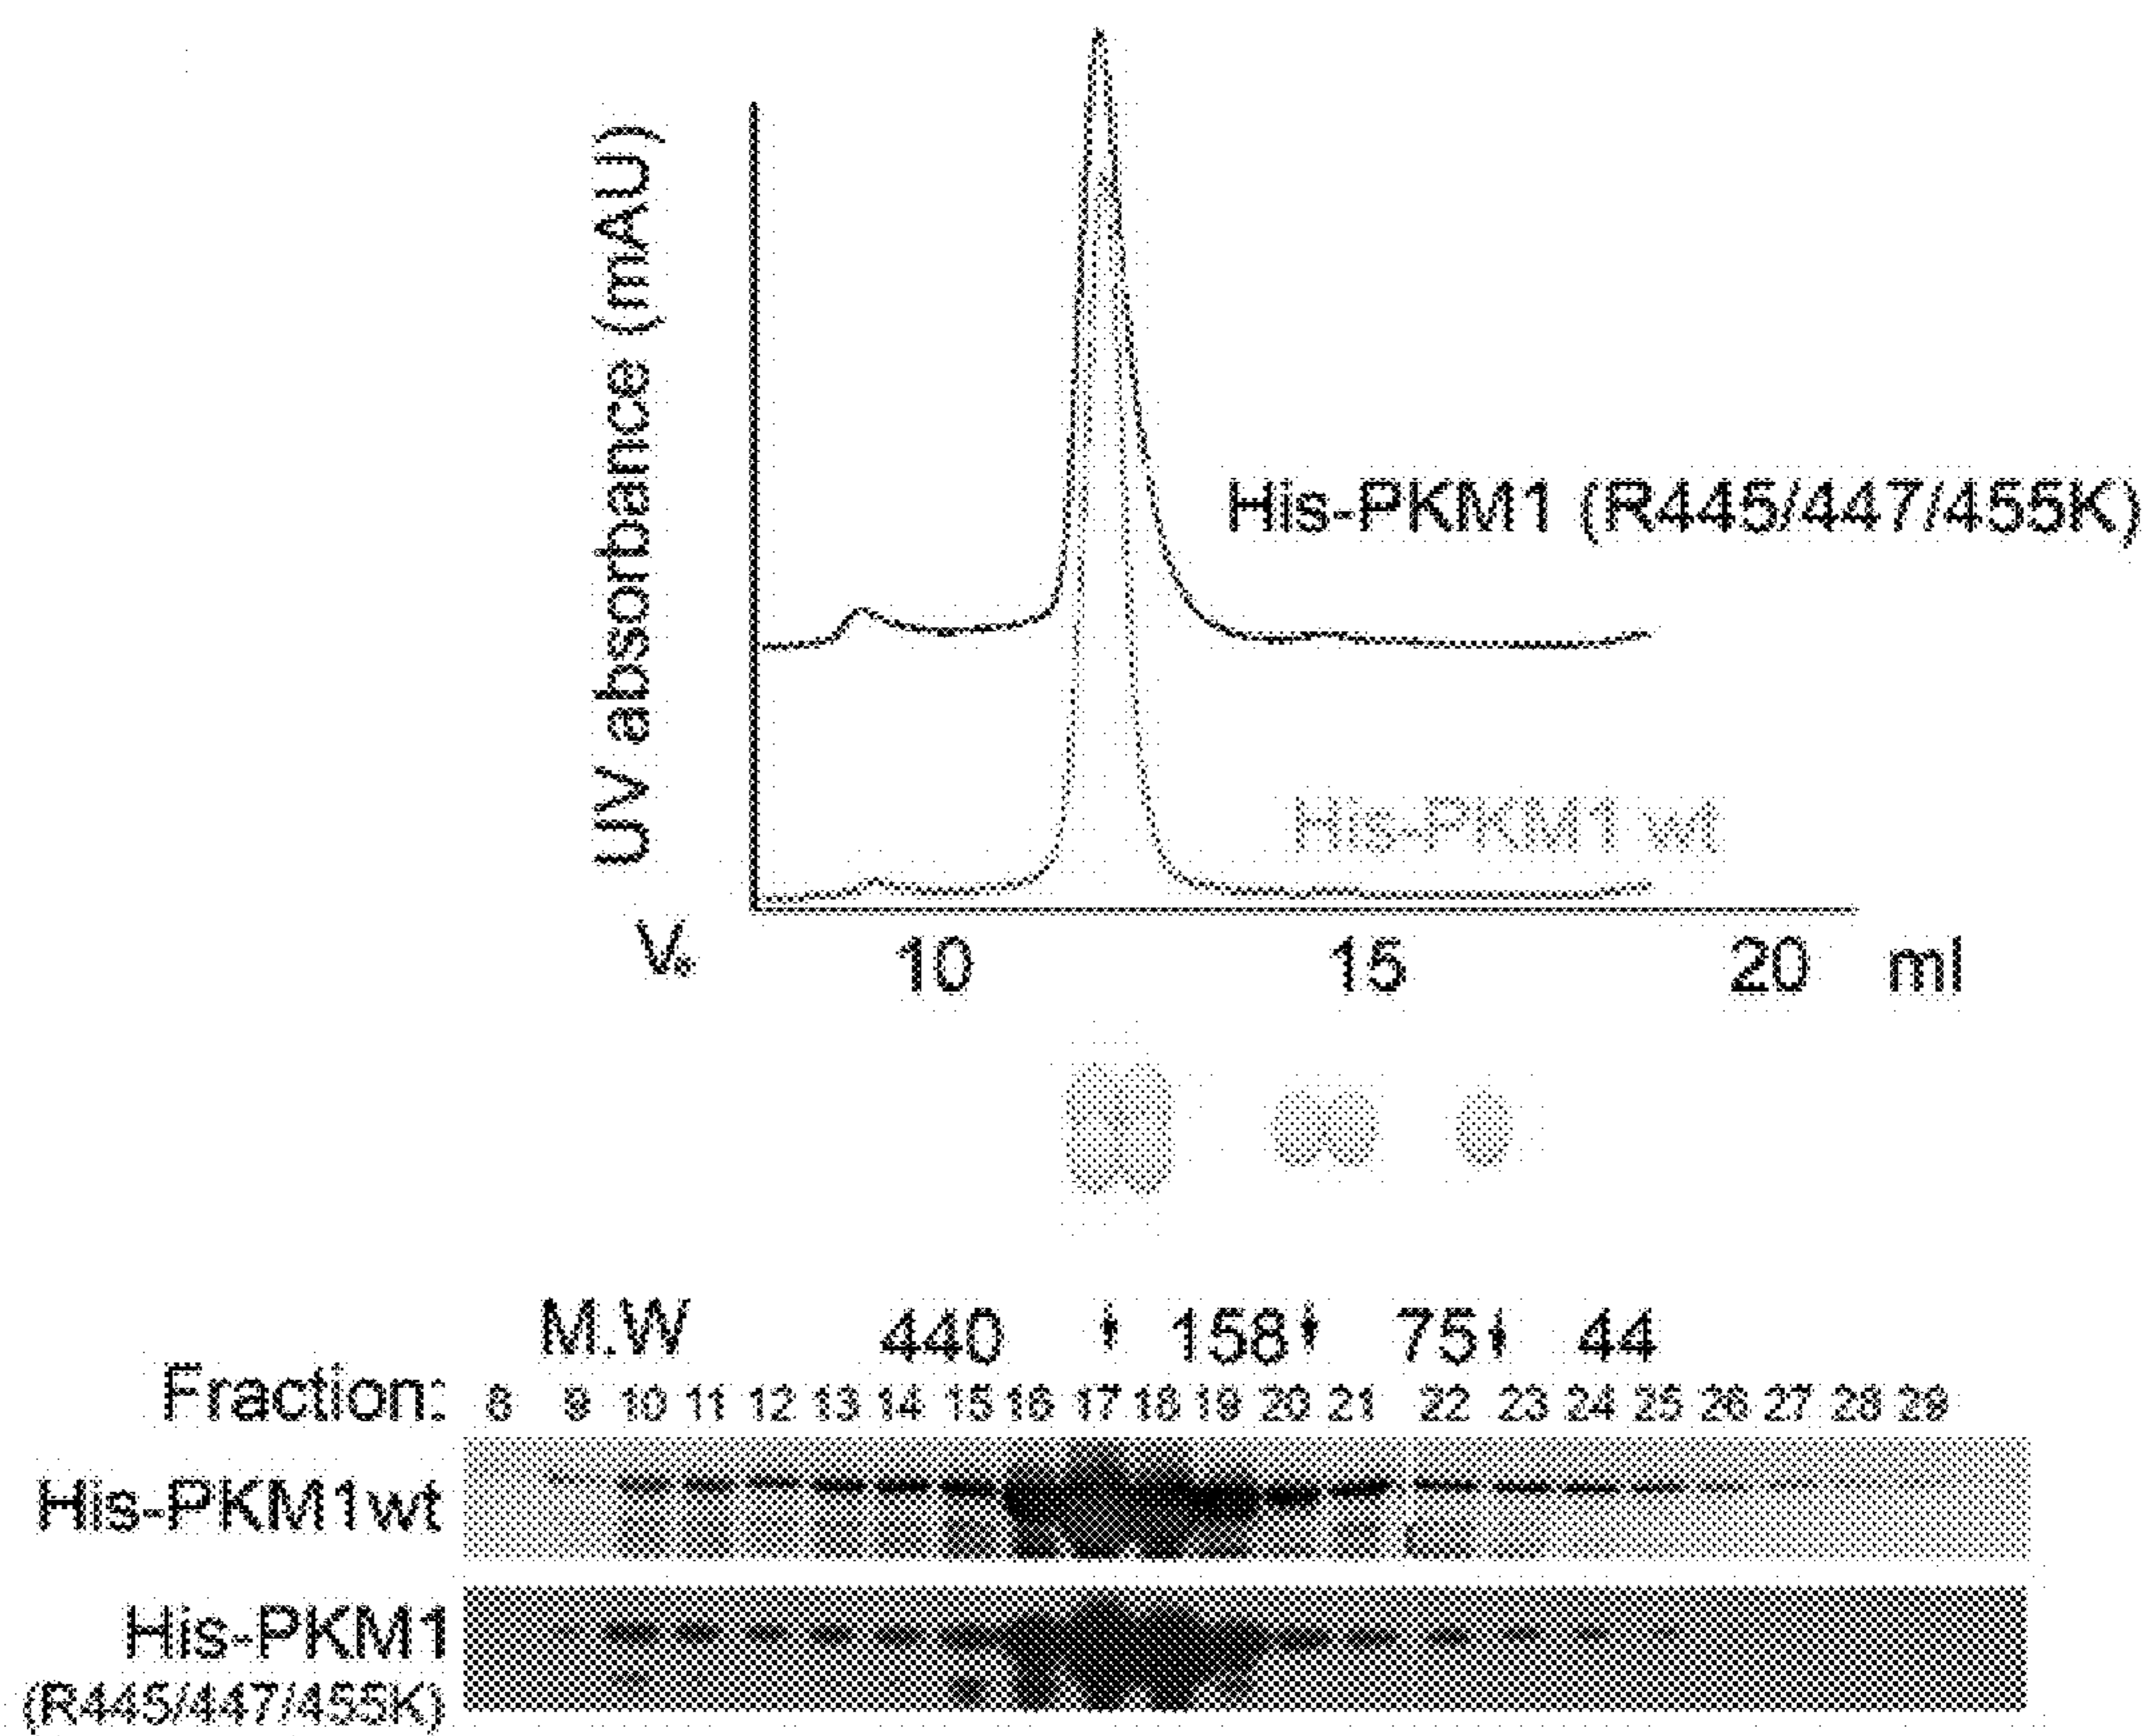 UV absorbance (mAU)
His-PKM1 (R445/447/455K)
His-PKM1 wt
V₀ 10 15 20 ml
M.W 440 158 75 44
Fraction: 8 9 10 11 12 13 14 15 16 17 18 19 20 21 22 23 24 25 26 27 28 29
His-PKM1wt
His-PKM1
(R445/447/455K)